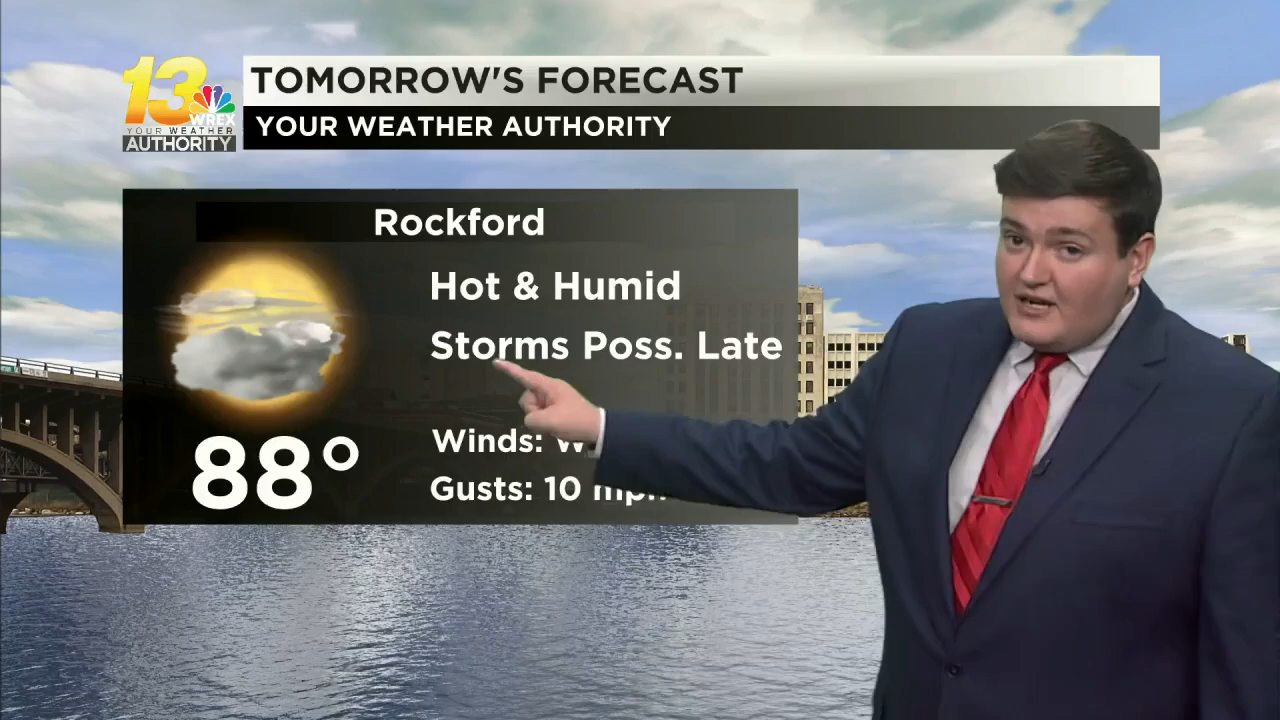 13
WREX
YOUR WEATHER
AUTHORITY
TOMORROW'S FORECAST
YOUR WEATHER AUTHORITY
Rockford
Hot & Humid
Storms Poss. Late
88°
Winds:
Gusts: 10 mph